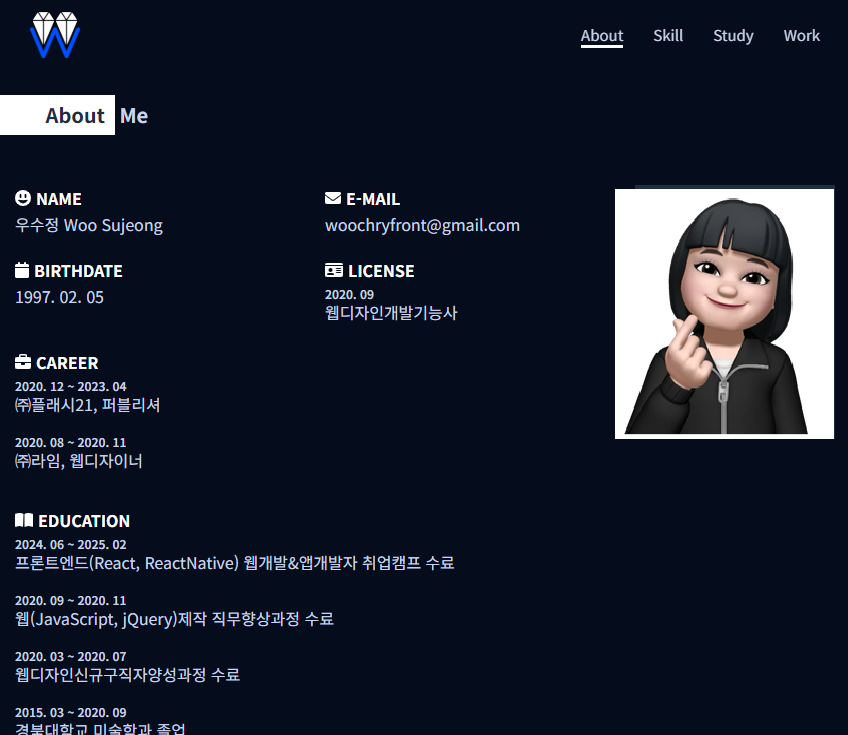 W
About Skill Study Work
About Me
NAME
우수정 Woo Sujeong
E-MAIL
woochryfront@gmail.com
BIRTHDATE
1997. 02. 05
LICENSE
2020. 09
웹디자인개발기능사
CAREER
2020. 12 ~ 2023. 04
㈜플래시21, 퍼블리셔
2020. 08 ~ 2020. 11
㈜라임, 웹디자이너
EDUCATION
2024. 06 ~ 2025. 02
프론트엔드(React, ReactNative) 웹개발&앱개발자 취업캠프 수료
2020. 09 ~ 2020. 11
웹(JavaScript, jQuery)제작 직무향상과정 수료
2020. 03 ~ 2020. 07
웹디자인신규구직자양성과정 수료
2015. 03 ~ 2020. 09
경북대학교 미술학과 졸업